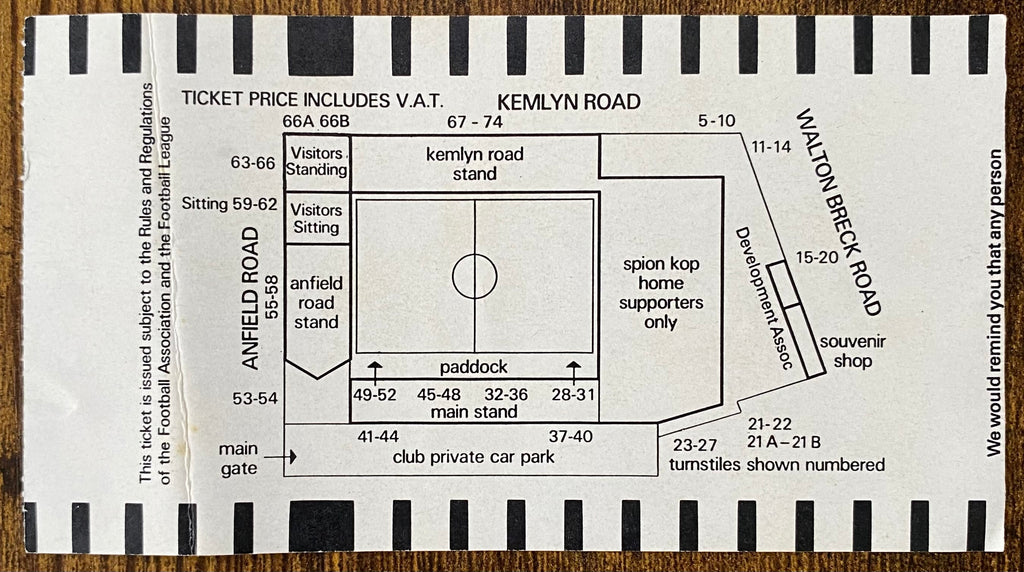 This ticket is issued subject to the Rules and Regulations
of the Football Association and the Football League
TICKET PRICE INCLUDES V.A.T.
KEMLYN ROAD
66A 66B
67 - 74
5-10
63-66
Visitors
Standing
kemlyn road
stand
11-14
WALTON BRECK ROAD
Sitting 59-62
Visitors
Sitting
ANFIELD ROAD
55-58
anfield
road
stand
spion kop
home
supporters
only
Development Assoc
15-20
souvenir
shop
paddock
53-54
49-52
45-48
32-36
28-31
main stand
41-44
37-40
21-22
21A-21B
23-27
main
gate
club private car park
turnstiles shown numbered
We would remind you that any person